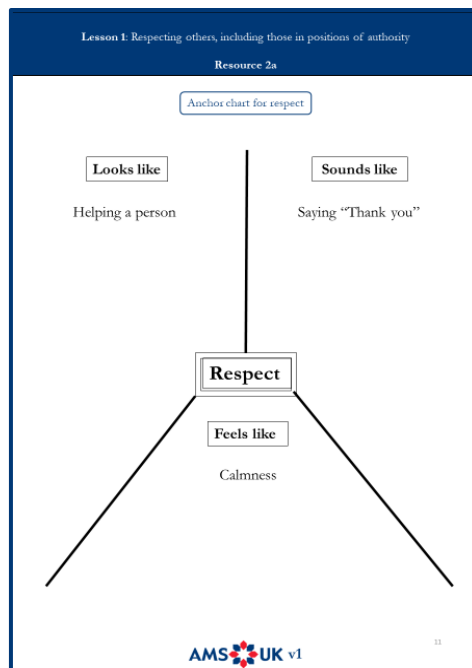 Lesson 1: Respecting others, including those in positions of authority
Resource 2a
Anchor chart for respect
Looks like
Sounds like
Helping a person
Saying “Thank you”
Respect
Feels like
Calmness
11
AMS UK v1